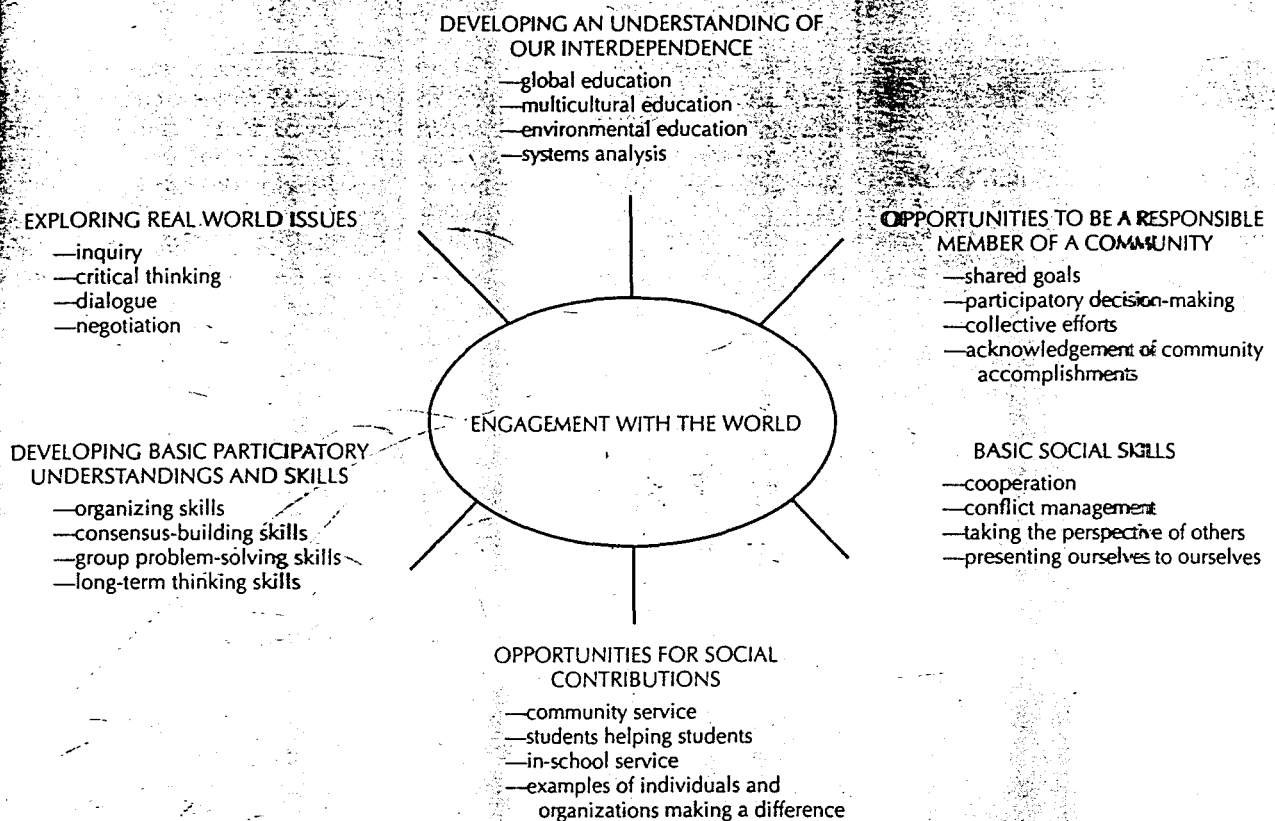 DEVELOPING AN UNDERSTANDING OF
OUR INTERDEPENDENCE
—global education
—multicultural education
—environmental education
—systems analysis
EXPLORING REAL WORLD ISSUES
—inquiry
—critical thinking
—dialogue
—negotiation
OPPORTUNITIES TO BE A RESPONSIBLE
MEMBER OF A COMMUNITY
—shared goals
—participatory decision-making
—collective efforts
—acknowledgement of community
accomplishments
ENGAGEMENT WITH THE WORLD
DEVELOPING BASIC PARTICIPATORY
UNDERSTANDINGS AND SKILLS
—organizing skills
—consensus-building skills
—group problem-solving skills
—long-term thinking skills
BASIC SOCIAL SKILLS
—cooperation
—conflict management
—taking the perspective of others
—presenting ourselves to ourselves
OPPORTUNITIES FOR SOCIAL
CONTRIBUTIONS
—community service
—students helping students
—in-school service
—examples of individuals and
organizations making a difference